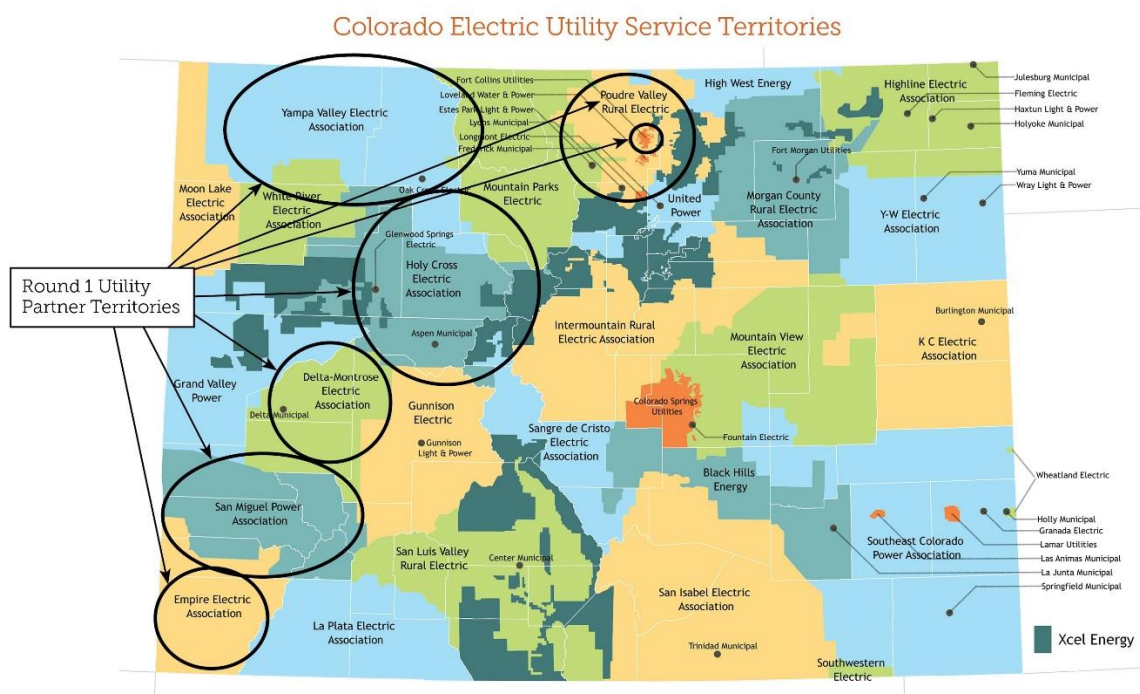 Colorado Electric Utility Service Territories
Fort Collins Utilities
Loveland Water & Power
Estes Park Light & Power
Lyons Municipal
Longmont Electric
Frederick Municipal
Poudre Valley
Rural Electric
High West Energy
Highline Electric
Association
Julesburg Municipal
Fleming Electric
Haxtun Light & Power
Holyoke Municipal
Yampa Valley Electric
Association
Fort Morgan Utilities
Yuma Municipal
Wray Light & Power
Moon Lake
Electric
Association
White River
Electric
Association
Oak Creek Electric
Mountain Parks
Electric
United
Power
Morgan County
Rural Electric
Association
Y-W Electric
Association
Glenwood Springs
Electric
Holy Cross
Electric
Association
Round 1 Utility
Partner Territories
Aspen Municipal
Intermountain Rural
Electric Association
Mountain View
Electric
Association
Burlington Municipal
K C Electric
Association
Grand Valley
Power
Delta-Montrose
Electric
Association
Delta Municipal
Gunnison
Electric
Gunnison
Light & Power
Colorado Springs
Utilities
Fountain Electric
Sangre de Cristo
Electric
Association
Black Hills
Energy
Wheatland Electric
San Miguel Power
Association
Holly Municipal
Granada Electric
Lamar Utilities
Las Animas Municipal
La Junta Municipal
Springfield Municipal
Southeast Colorado
Power Association
San Luis Valley
Rural Electric
Center Municipal
Empire Electric
Association
La Plata Electric
Association
San Isabel Electric
Association
Trinidad Municipal
Southwestern
Electric
Xcel Energy